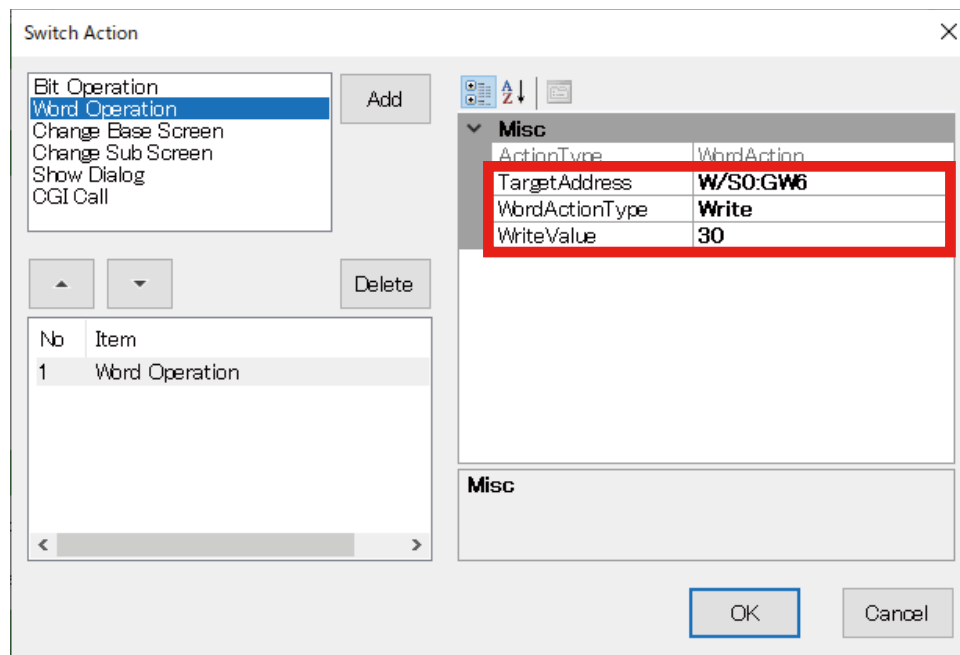 Switch Action
Bit Operation
Word Operation
Change Base Screen
Change Sub Screen
Show Dialog
CGI Call
Add
Delete
No Item
1 Word Operation
Misc
ActionType WordAction
TargetAddress W/S0:GW6
WordActionType Write
WriteValue 30
Misc
OK
Cancel